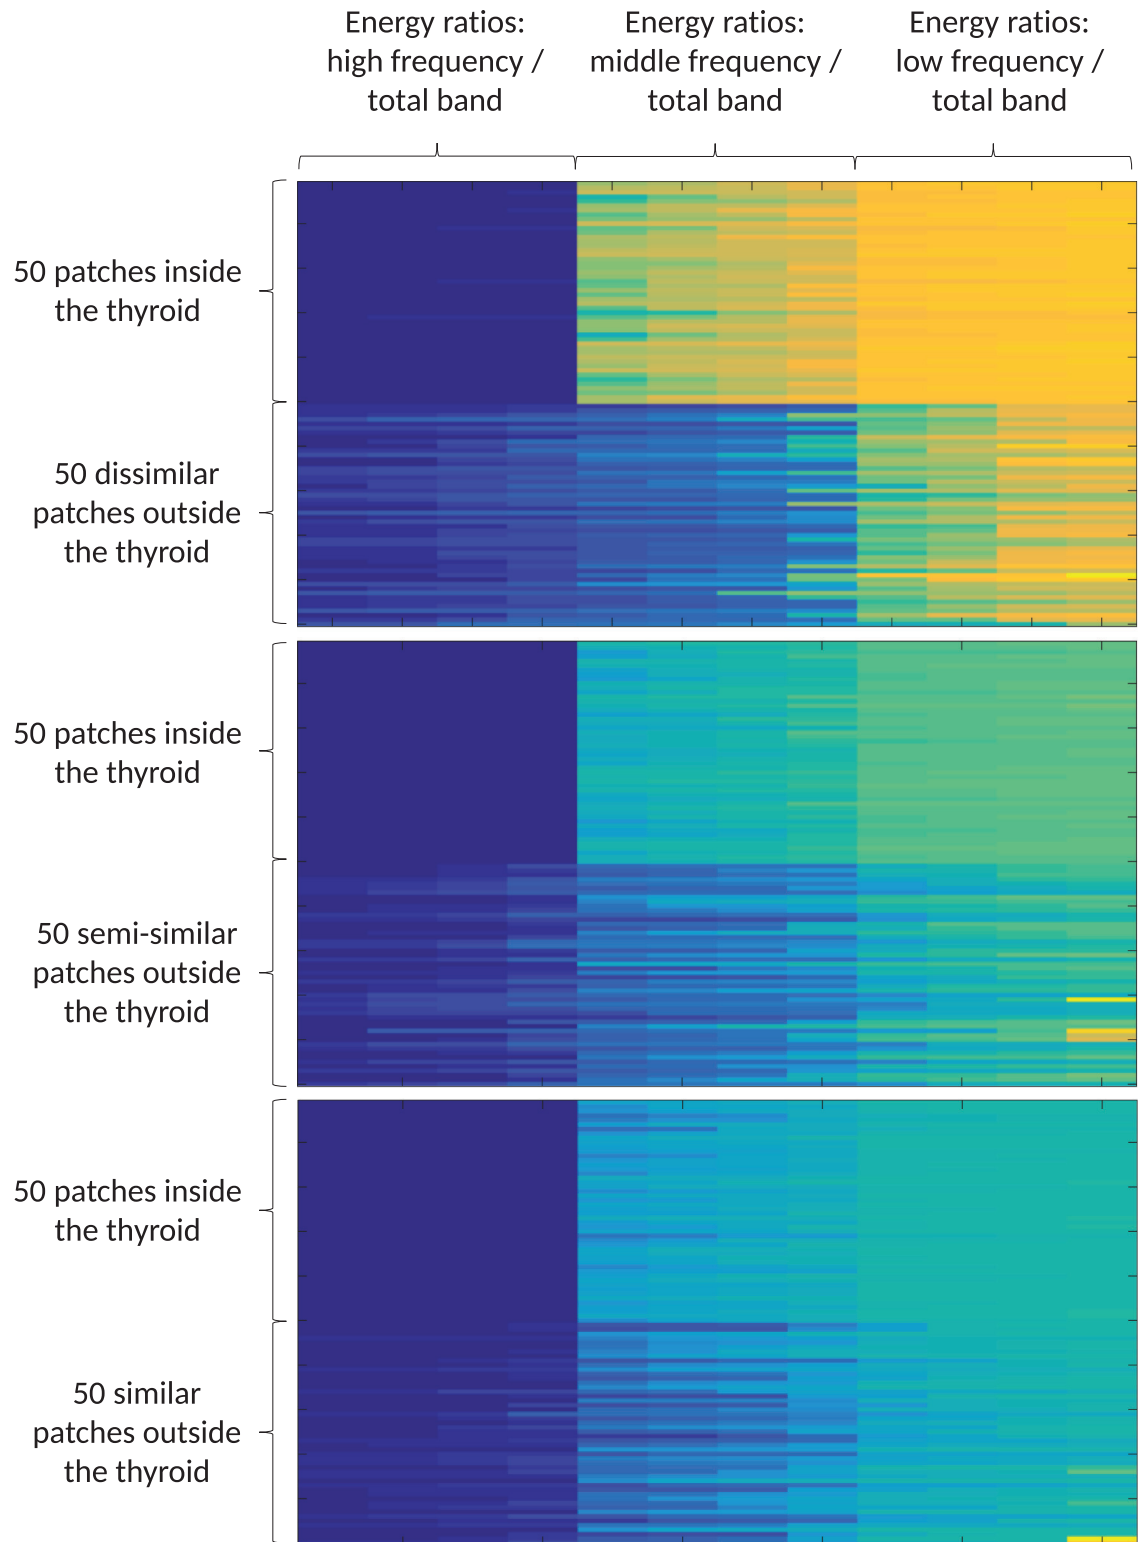 Energy ratios:
high frequency /
total band
Energy ratios:
middle frequency /
total band
Energy ratios:
low frequency /
total band
50 patches inside
the thyroid
50 dissimilar
patches outside
the thyroid
50 patches inside
the thyroid
50 semi-similar
patches outside
the thyroid
50 patches inside
the thyroid
50 similar
patches outside
the thyroid